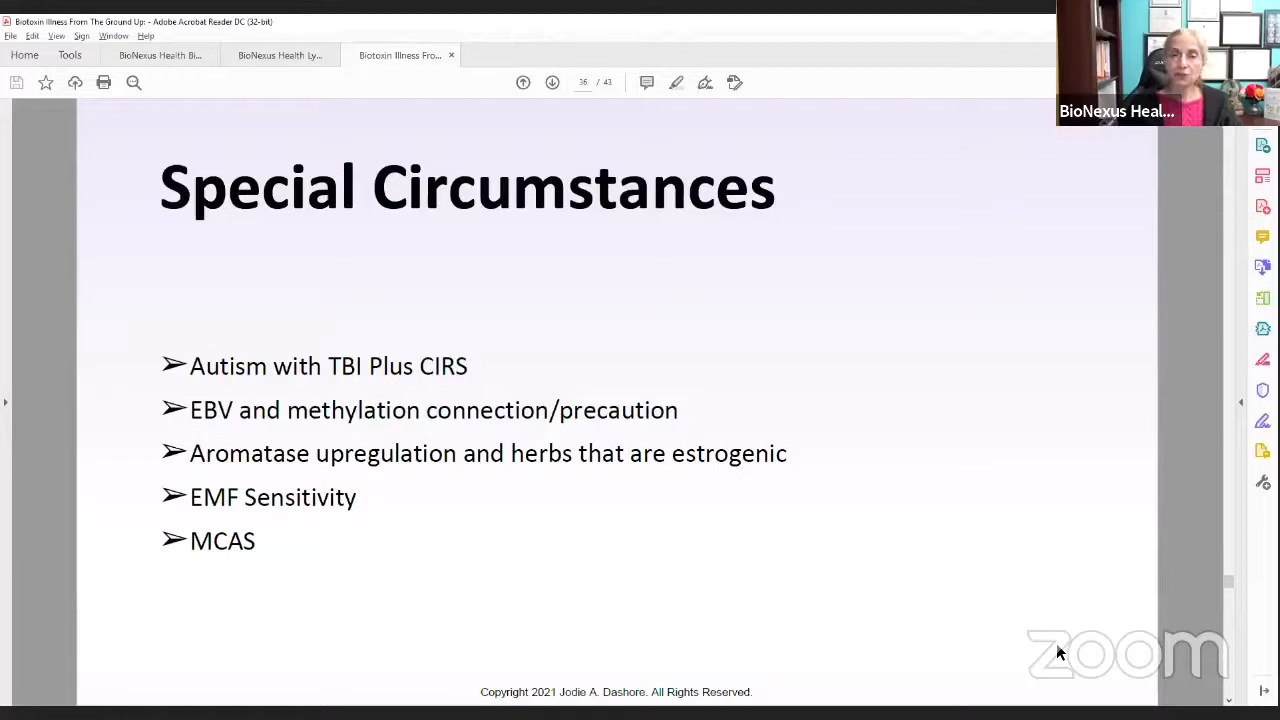 Biotoxin Illness From The Ground Up: - Adobe Acrobat Reader DC (32-bit)
File Edit View Sign Window Help
Home Tools BioNexus Health Bi... BioNexus Health Ly... Biotoxin Illness Fro... ×
36 / 43
BioNexus Heal...
Special Circumstances
➢Autism with TBI Plus CIRS
➢EBV and methylation connection/precaution
➢Aromatase upregulation and herbs that are estrogenic
➢EMF Sensitivity
➢MCAS
zoom
Copyright 2021 Jodie A. Dashore. All Rights Reserved.